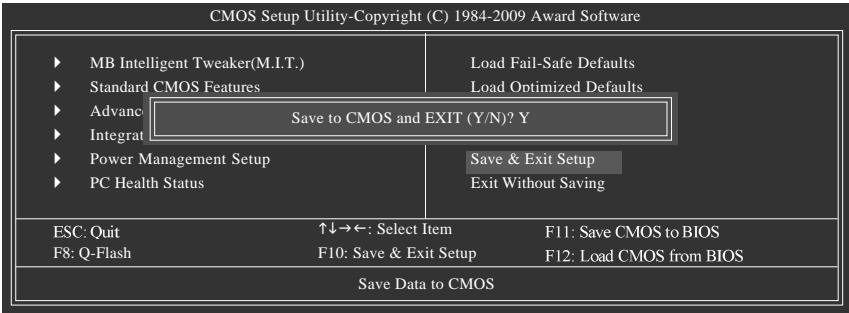 CMOS Setup Utility-Copyright (C) 1984-2009 Award Software
MB Intelligent Tweaker(M.I.T.)
Standard CMOS Features
Power Management Setup
PC Health Status
Load Fail-Safe Defaults
Load Optimized Defaults
Save to CMOS and EXIT (Y/N)? Y
Save & Exit Setup
Exit Without Saving
ESC: Quit
↑↓→←: Select Item
F11: Save CMOS to BIOS
F8: Q-Flash
F10: Save & Exit Setup
F12: Load CMOS from BIOS
Save Data to CMOS